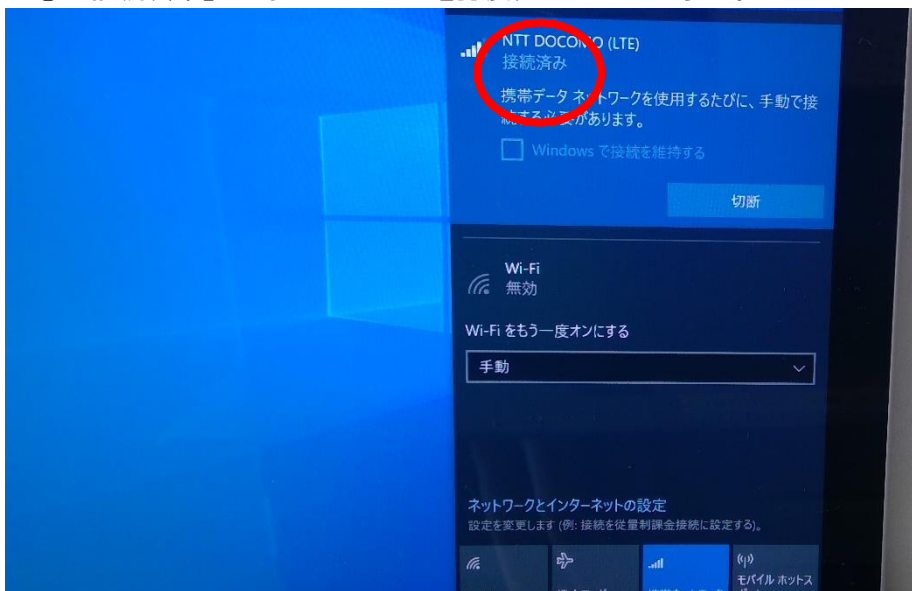 NTT DOCOMO (LTE)
接続済み
携帯データ ネットワークを使用するたびに、手動で接
続する必要があります。
Windows で接続を維持する
切断
Wi-Fi
無効
Wi-Fi をもう一度オンにする
手動
ネットワークとインターネットの設定
設定を変更します (例: 接続を従量制課金接続に設定する)。
モバイル ホットス